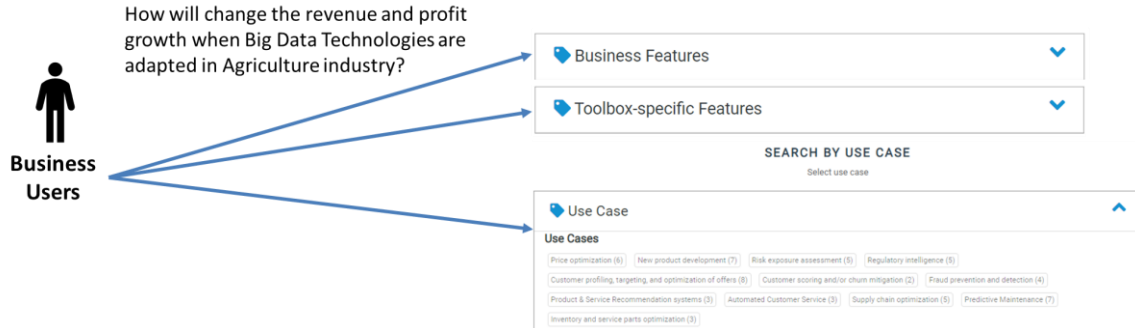 How will change the revenue and profit
growth when Big Data Technologies are
adapted in Agriculture industry?
Business
Users
Business Features
Toolbox-specific Features
SEARCH BY USE CASE
Select use case
Use Case
Use Cases
Price optimization (6) New product development (7) Risk exposure assessment (5) Regulatory intelligence (5)
Customer profiling, targeting, and optimization of offers (8) Customer scoring and/or churn mitigation (2) Fraud prevention and detection (4)
Product & Service Recommendation systems (3) Automated Customer Service (3) Supply chain optimization (5) Predictive Maintenance (7)
Inventory and service parts optimization (3)